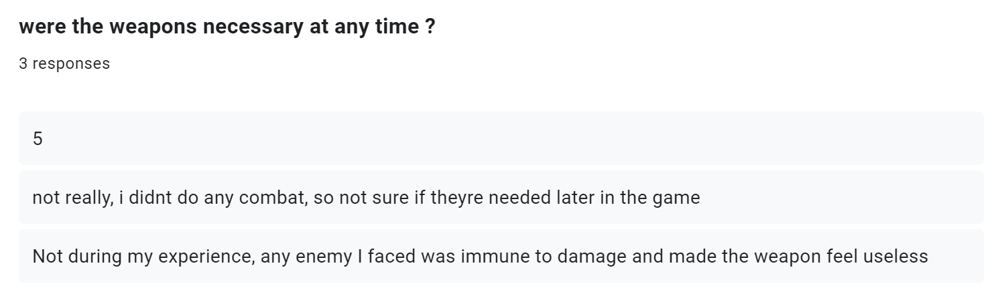 were the weapons necessary at any time ?
3 responses
5
not really, i didnt do any combat, so not sure if theyre needed later in the game
Not during my experience, any enemy I faced was immune to damage and made the weapon feel useless